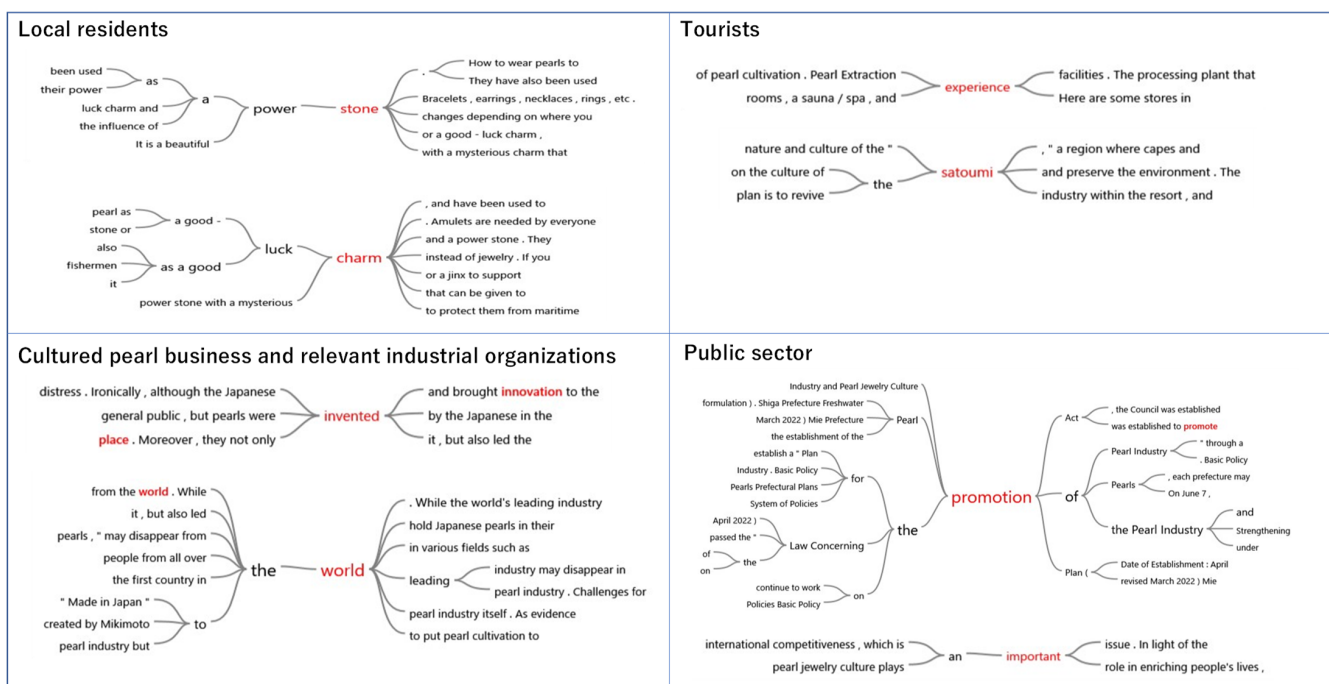 Local residents
been used
their power
as
luck charm and
the influence of
a
It is a beautiful
power
stone
.
How to wear pearls to
They have also been used
Bracelets , earrings , necklaces , rings , etc .
changes depending on where you
or a good - luck charm ,
with a mysterious charm that
pearl as
stone or
a good -
also
fishermen
it
as a good
luck
power stone with a mysterious
charm
, and have been used to
. Amulets are needed by everyone
and a power stone . They
instead of jewelry . If you
or a jinx to support
that can be given to
to protect them from maritime
Tourists
of pearl cultivation . Pearl Extraction
rooms , a sauna / spa , and
experience
facilities . The processing plant that
Here are some stores in
nature and culture of the "
on the culture of
plan is to revive
the
satoumi
, " a region where capes and
and preserve the environment . The
industry within the resort , and
Cultured pearl business and relevant industrial organizations
distress . Ironically , although the Japanese
general public , but pearls were
place . Moreover , they not only
invented
and brought innovation to the
by the Japanese in the
it , but also led the
from the world . While
it , but also led
pearls , " may disappear from
people from all over
the first country in
" Made in Japan "
created by Mikimoto
pearl industry but
to
the
world
. While the world's leading industry
hold Japanese pearls in their
in various fields such as
leading
industry may disappear in
pearl industry . Challenges for
pearl industry itself . As evidence
to put pearl cultivation to
Public sector
Industry and Pearl Jewelry Culture
formulation ) . Shiga Prefecture Freshwater
March 2022 ) Mie Prefecture
the establishment of the
Pearl
establish a " Plan
Industry . Basic Policy
Pearls Prefectural Plans
System of Policies
for
April 2022 )
passed the "
of
on
the
Law Concerning
continue to work
Policies Basic Policy
on
the
promotion
Act
, the Council was established
was established to promote
of
Pearl Industry
" through a
. Basic Policy
Pearls
, each prefecture may
On June 7 ,
the Pearl Industry
and
Strengthening
under
Plan (
Date of Establishment : April
revised March 2022 ) Mie
international competitiveness , which is
pearl jewelry culture plays
an
important
issue . In light of the
role in enriching people's lives ,